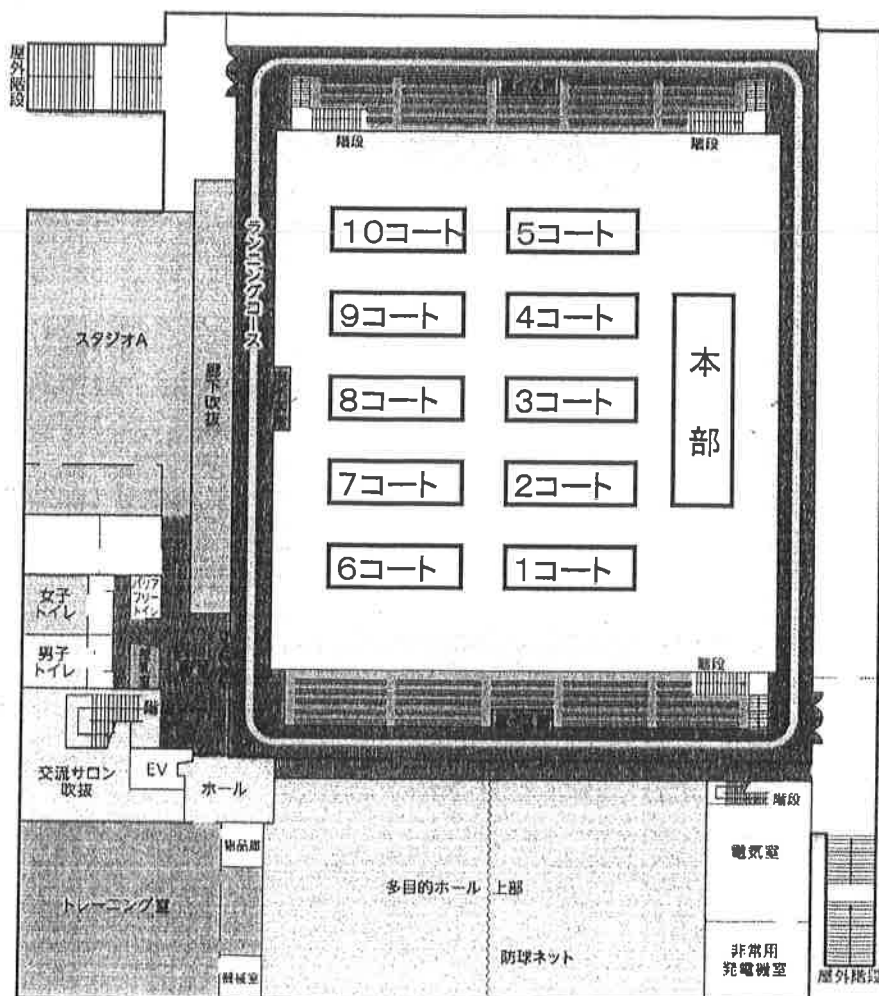 屋外階段
階段
階段
ランニングコース
10コート
5コート
9コート
4コート
スタジオA
廊下吹抜
本部
8コート
3コート
7コート
2コート
6コート
1コート
女子
トイレ
バリア
フリー
トイレ
男子
トイレ
階段
階段
交流サロン
吹抜
EV
ホール
階段
電気室
多目的ホール 上部
トレーニング室
防球ネット
非常用
発電機室
器械室
屋外階段